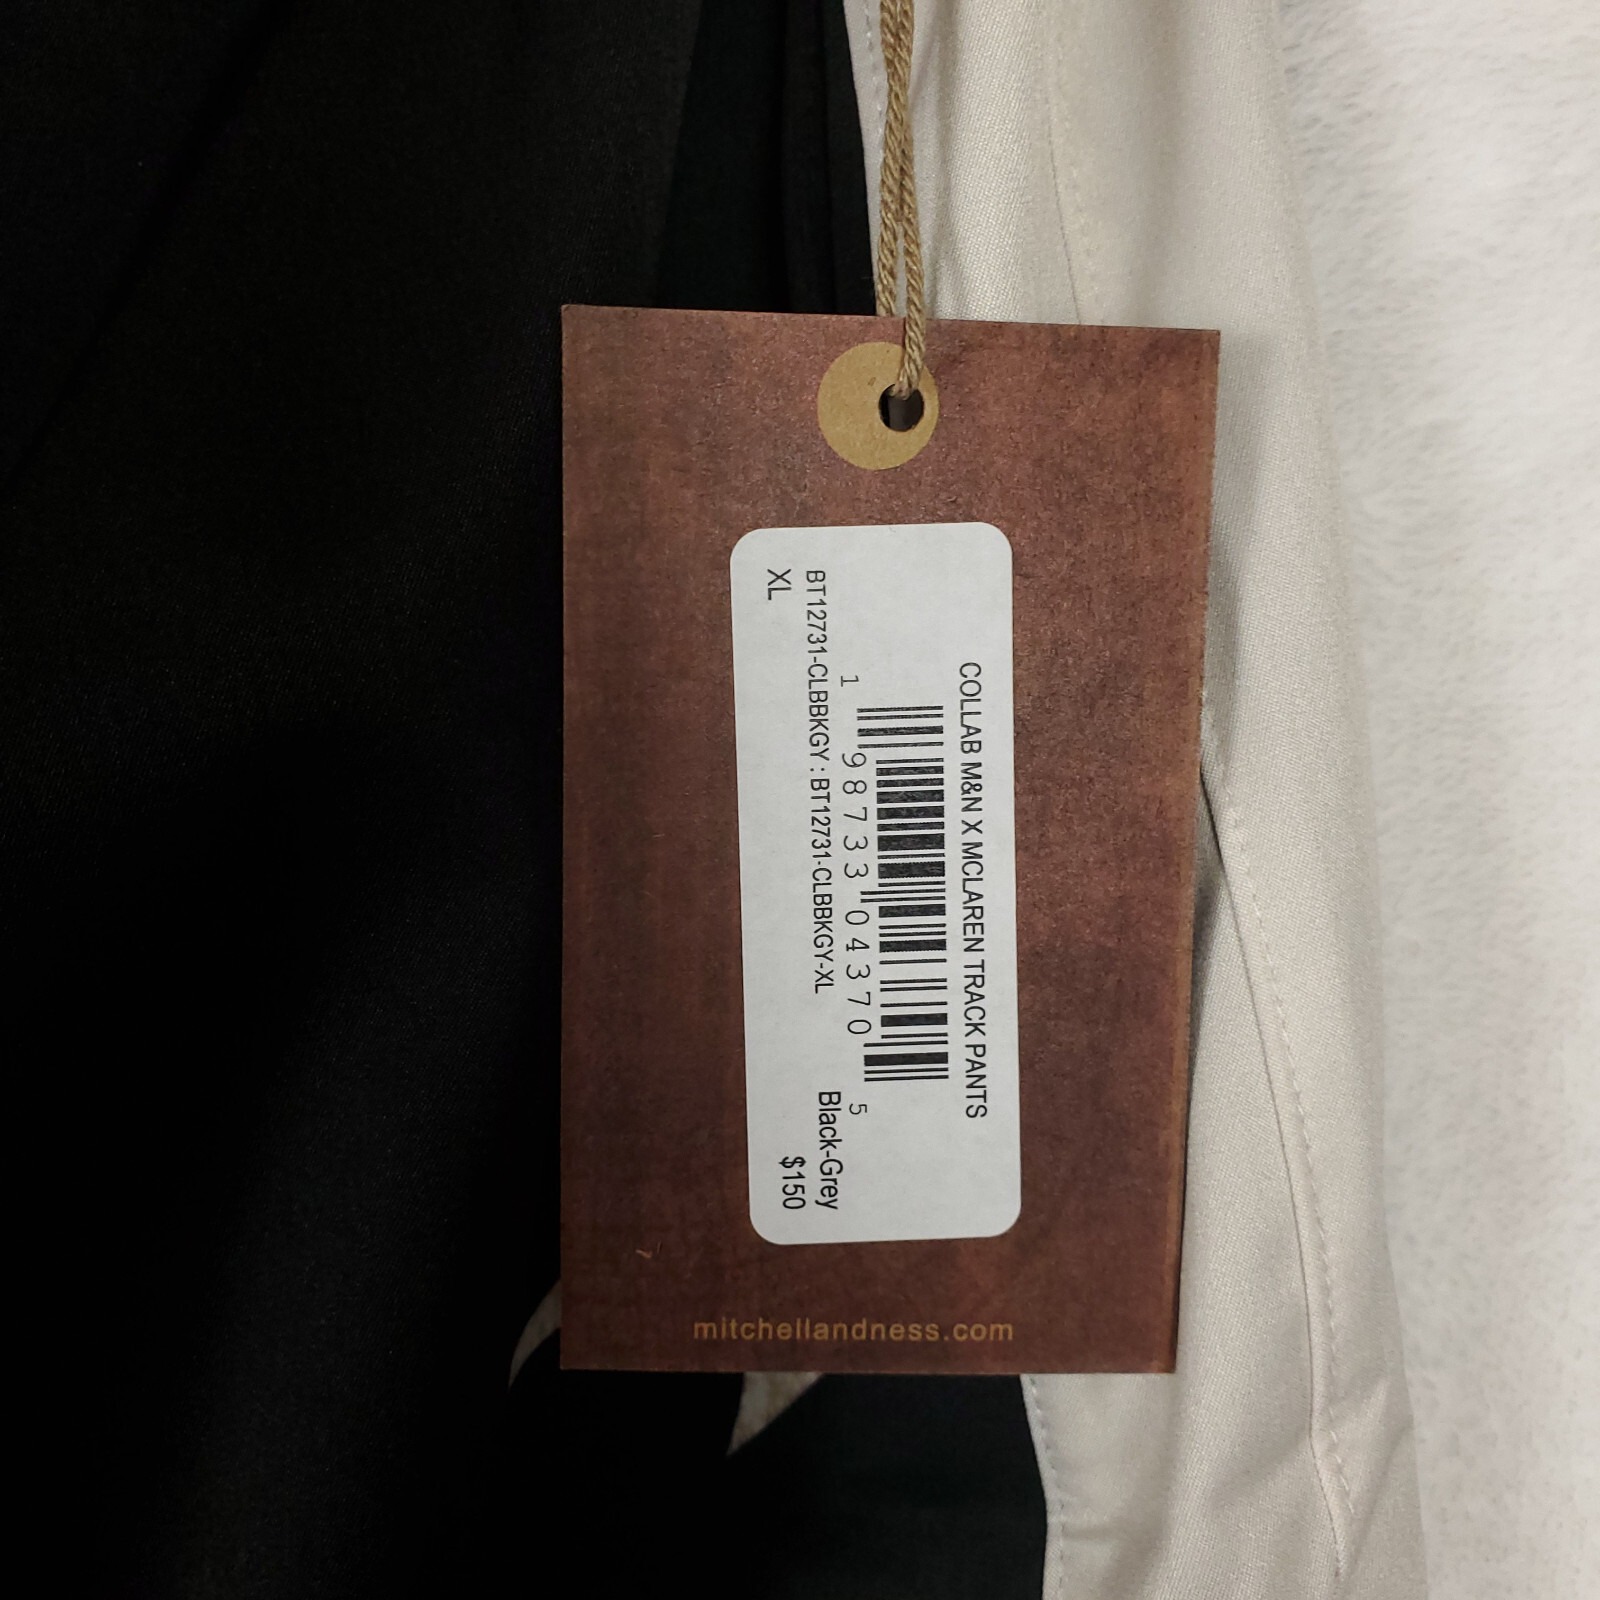 COLLAB M&N X MCLAREN TRACK PANTS
1 98733 04370 5
BT12731-CLBBKGY : BT12731-CLBBKGY-XL Black-Grey
XL $150
mitchellandness.com